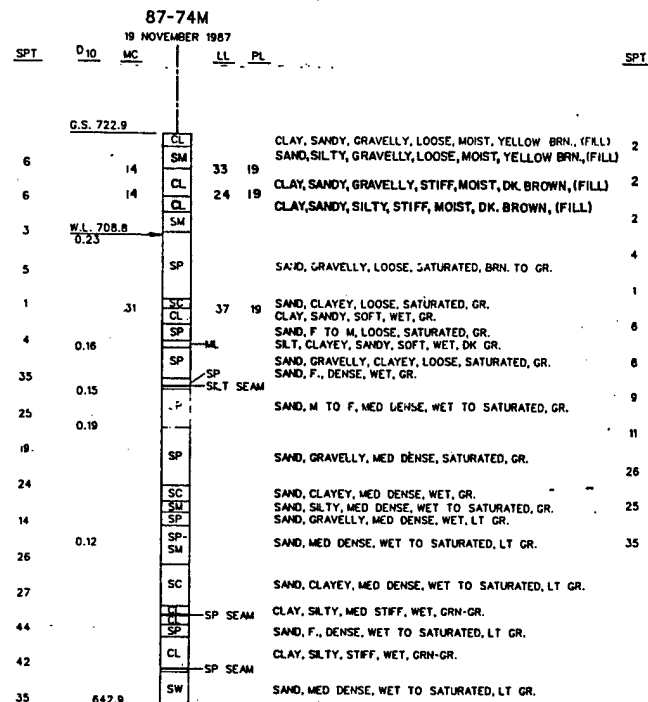 87-74M
19 NOVEMBER 1987
SPT D10 MC LL PL SPT
G.S. 722.9
CL CLAY, SANDY, GRAVELLY, LOOSE, MOIST, YELLOW BRN., (FILL) 2
6 SM SAND, SILTY, GRAVELLY, LOOSE, MOIST, YELLOW BRN., (FILL)
14 33 19
CL CLAY, SANDY, GRAVELLY, STIFF, MOIST, DK. BROWN, (FILL) 2
6 14 24 19
CL CLAY, SANDY, SILTY, STIFF, MOIST, DK. BROWN, (FILL)
SM 2
3 W.L. 708.8
0.23
4
5 SP SAND, GRAVELLY, LOOSE, SATURATED, BRN. TO GR.
1
1 31 SC 37 19 SAND, CLAYEY, LOOSE, SATURATED, GR.
CL CLAY, SANDY, SOFT, WET, GR.
SP SAND, F TO M, LOOSE, SATURATED, GR. 6
4 0.16 ML SILT, CLAYEY, SANDY, SOFT, WET, DK GR.
SP SAND, GRAVELLY, CLAYEY, LOOSE, SATURATED, GR. 6
35 SP SAND, F., DENSE, WET, GR.
0.15 SILT SEAM
9
25 SAND, M TO F, MED DENSE, WET TO SATURATED, GR.
0.19
11
19 SP SAND, GRAVELLY, MED DENSE, SATURATED, GR.
26
24 SC SAND, CLAYEY, MED DENSE, WET, GR.
SM SAND, SILTY, MED DENSE, WET TO SATURATED, GR. 25
14 SP SAND, GRAVELLY, MED DENSE, WET, LT GR.
0.12 SP-SM SAND, MED DENSE, WET TO SATURATED, LT GR. 35
26
SC SAND, CLAYEY, MED DENSE, WET TO SATURATED, LT GR.
27
CL CLAY, SILTY, MED STIFF, WET, GRN-GR.
CL SP SEAM
44 SP SAND, F., DENSE, WET TO SATURATED, LT GR.
CL CLAY, SILTY, STIFF, WET, GRN-GR.
42 SP SEAM
SW SAND, MED DENSE, WET TO SATURATED, LT GR.
35 642.9